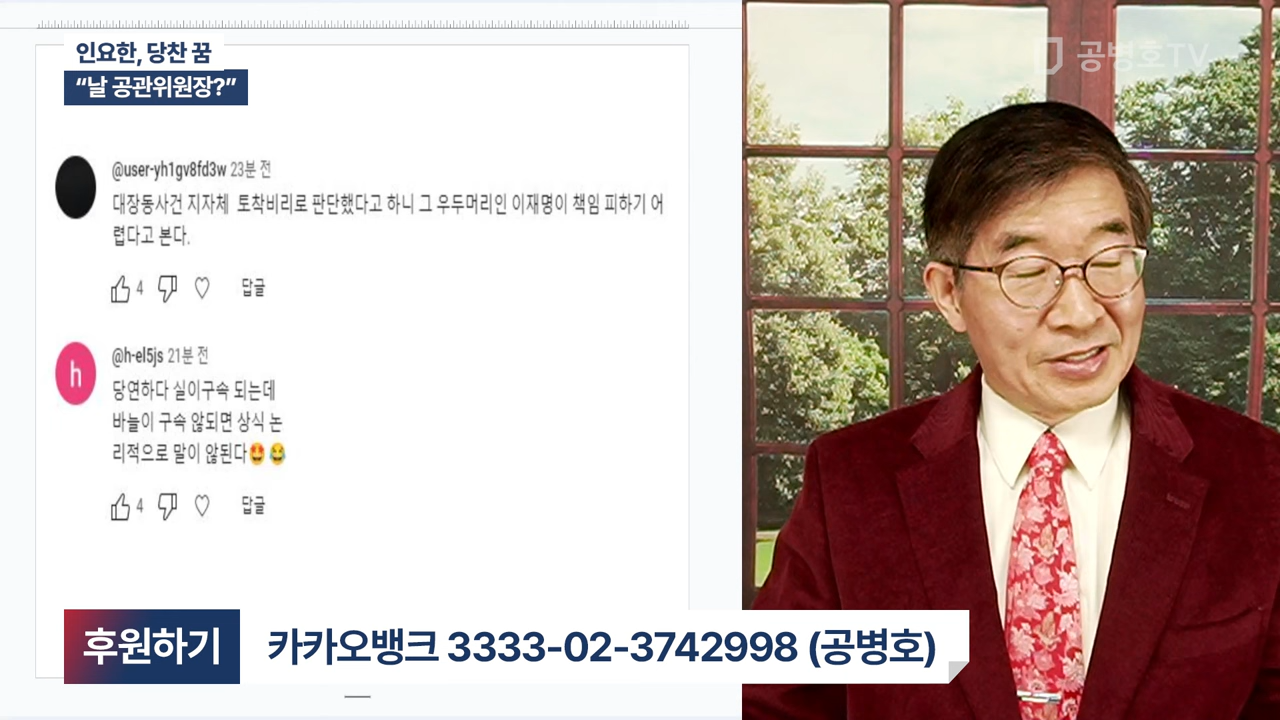 인요한, 당찬 꿈
“날 공관위원장?”
공병호TV
@user-yh1gv8fd3w 23분 전
대장동사건 지자체 토착비리로 판단했다고 하니 그 우두머리인 이재명이 책임 피하기 어
렵다고 본다.
4 답글
h
@h-el5js 21분 전
당연하다 실이구속 되는데
바늘이 구속 않되면 상식 논
리적으로 말이 않된다🤩😂
4 답글
후원하기 카카오뱅크 3333-02-3742998 (공병호)